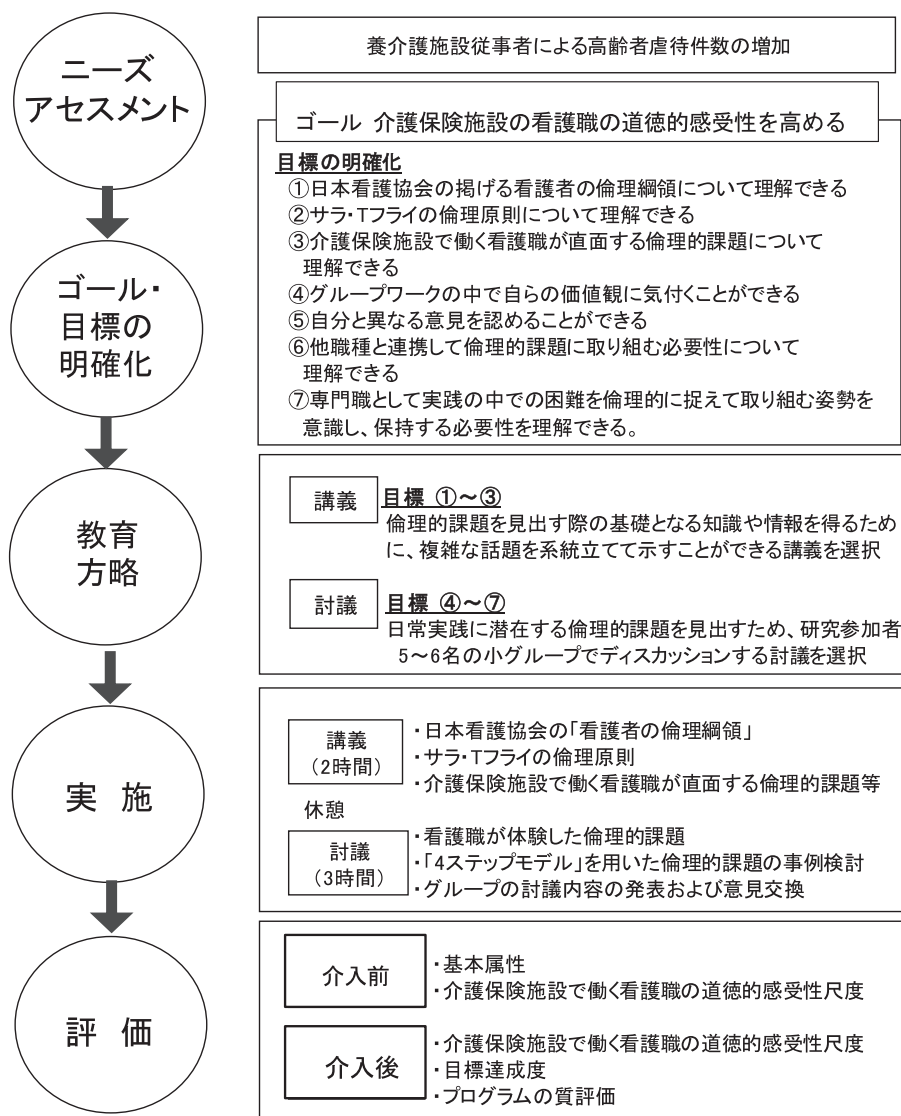 ニーズ
アセスメント
養介護施設従事者による高齢者虐待件数の増加
ゴール 介護保険施設の看護職の道徳的感受性を高める
ゴール・
目標の
明確化
目標の明確化
①日本看護協会の掲げる看護者の倫理綱領について理解できる
②サラ・Tフライの倫理原則について理解できる
③介護保険施設で働く看護職が直面する倫理的課題について
理解できる
④グループワークの中で自らの価値観に気付くことができる
⑤自分と異なる意見を認めることができる
⑥他職種と連携して倫理的課題に取り組む必要性について
理解できる
⑦専門職として実践の中での困難を倫理的に捉えて取り組む姿勢を
意識し、保持する必要性を理解できる。
教育
方略
講義
目標 ①～③
倫理的課題を見出す際の基礎となる知識や情報を得るため
に、複雑な話題を系統立てて示すことができる講義を選択
討議
目標 ④～⑦
日常実践に潜在する倫理的課題を見出すため、研究参加者
5～6名の小グループでディスカッションする討議を選択
実 施
講義
(2時間)
・日本看護協会の「看護者の倫理綱領」
・サラ・Tフライの倫理原則
・介護保険施設で働く看護職が直面する倫理的課題等
休憩
討議
(3時間)
・看護職が体験した倫理的課題
・「4ステップモデル」を用いた倫理的課題の事例検討
・グループの討議内容の発表および意見交換
評 価
介入前
・基本属性
・介護保険施設で働く看護職の道徳的感受性尺度
介入後
・介護保険施設で働く看護職の道徳的感受性尺度
・目標達成度
・プログラムの質評価